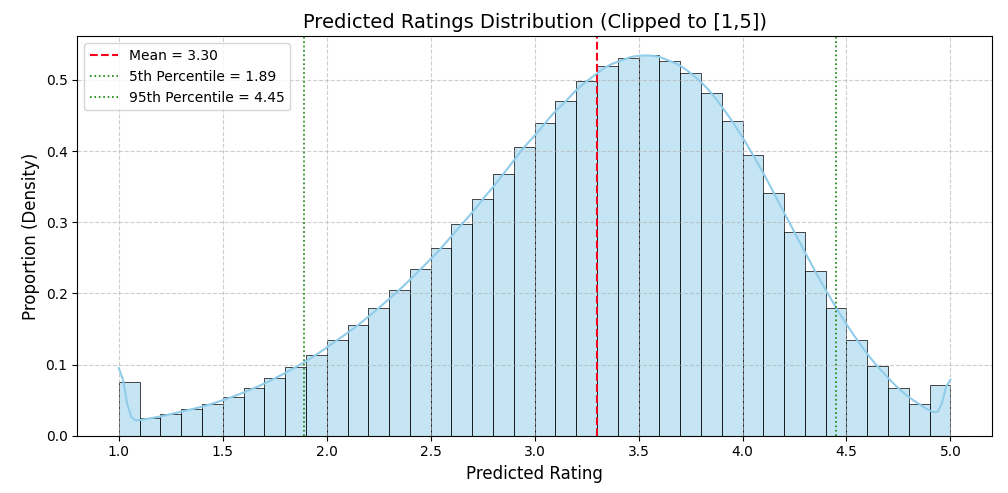 Predicted Ratings Distribution (Clipped to [1,5])
Mean = 3.30
5th Percentile = 1.89
95th Percentile = 4.45
Proportion (Density)
0.5
0.4
0.3
0.2
0.1
0.0
1.0 1.5 2.0 2.5 3.0 3.5 4.0 4.5 5.0
Predicted Rating